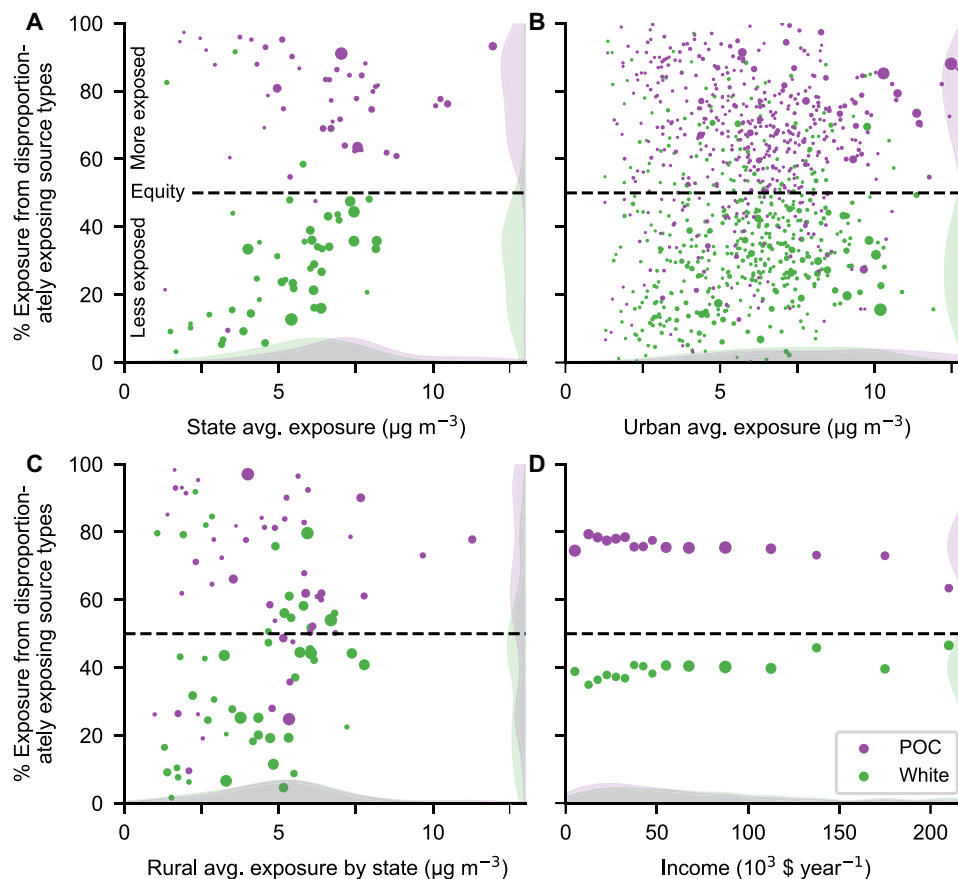 A
B
% Exposure from disproportion-
ately exposing source types
100
80
60
40
20
0
More exposed
Equity
Less exposed
0
5
10
State avg. exposure (µg m⁻³)
0
5
10
Urban avg. exposure (µg m⁻³)
C
D
% Exposure from disproportion-
ately exposing source types
100
80
60
40
20
0
0
5
10
Rural avg. exposure by state (µg m⁻³)
POC
White
0
50
100
150
200
Income (10³ $ year⁻¹)